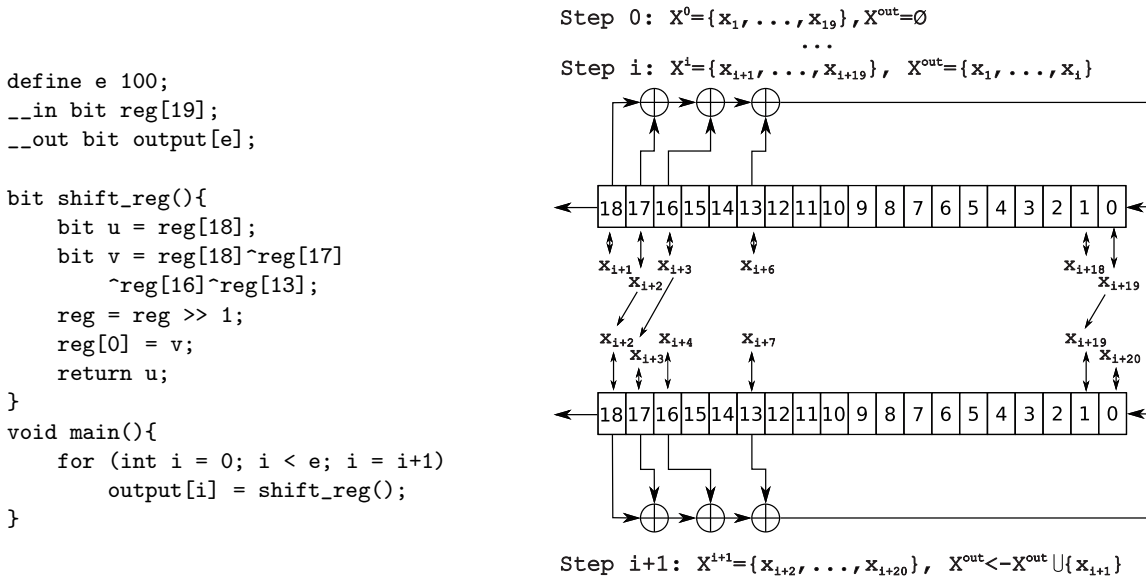 define e 100;
__in bit reg[19];
__out bit output[e];
bit shift_reg(){
bit u = reg[18];
bit v = reg[18]^reg[17]
^reg[16]^reg[13];
reg = reg >> 1;
reg[0] = v;
return u;
}
void main(){
for (int i = 0; i < e; i = i+1)
output[i] = shift_reg();
}
Step 0: X⁰={x₁,...,x₁₉},Xᵒᵘᵗ=∅
...
Step i: Xⁱ={xᵢ₊₁,...,xᵢ₊₁₉}, Xᵒᵘᵗ={x₁,...,xᵢ}
18 17 16 15 14 13 12 11 10 9 8 7 6 5 4 3 2 1 0
xᵢ₊₁ xᵢ₊₃ xᵢ₊₆ xᵢ₊₁₈
xᵢ₊₂ xᵢ₊₁₉
xᵢ₊₂ xᵢ₊₄ xᵢ₊₇ xᵢ₊₁₉
xᵢ₊₃ xᵢ₊₂₀
18 17 16 15 14 13 12 11 10 9 8 7 6 5 4 3 2 1 0
Step i+1: Xⁱ⁺¹={xᵢ₊₂,...,xᵢ₊₂₀}, Xᵒᵘᵗ<-Xᵒᵘᵗ⋃{xᵢ₊₁}